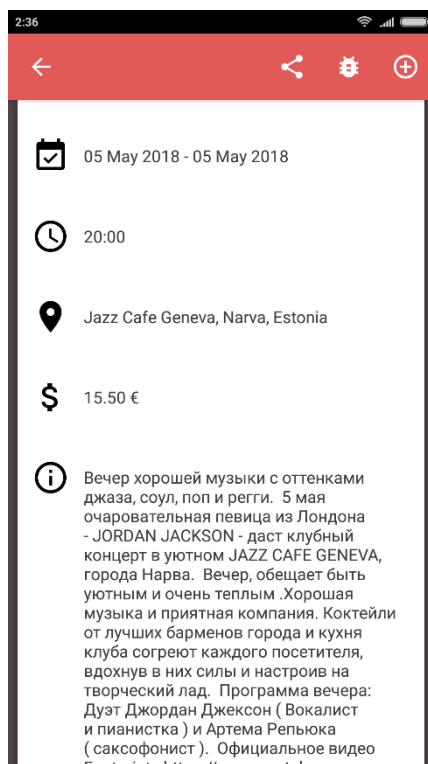 2:36
05 May 2018 - 05 May 2018
20:00
Jazz Cafe Geneva, Narva, Estonia
15.50 €
Вечер хорошей музыки с оттенками
джаза, соул, поп и регги.  5 мая
очаровательная певица из Лондона
- JORDAN JACKSON - даст клубный
концерт в уютном JAZZ CAFE GENEVA,
города Нарва.  Вечер, обещает быть
уютным и очень теплым .Хорошая
музыка и приятная компания. Коктейли
от лучших барменов города и кухня
клуба согреют каждого посетителя,
вдохнув в них силы и настроив на
творческий лад.  Программа вечера:
Дуэт Джордан Джексон ( Вокалист
и пианистка ) и Артема Репьюка
( саксофонист ).  Официальное видео